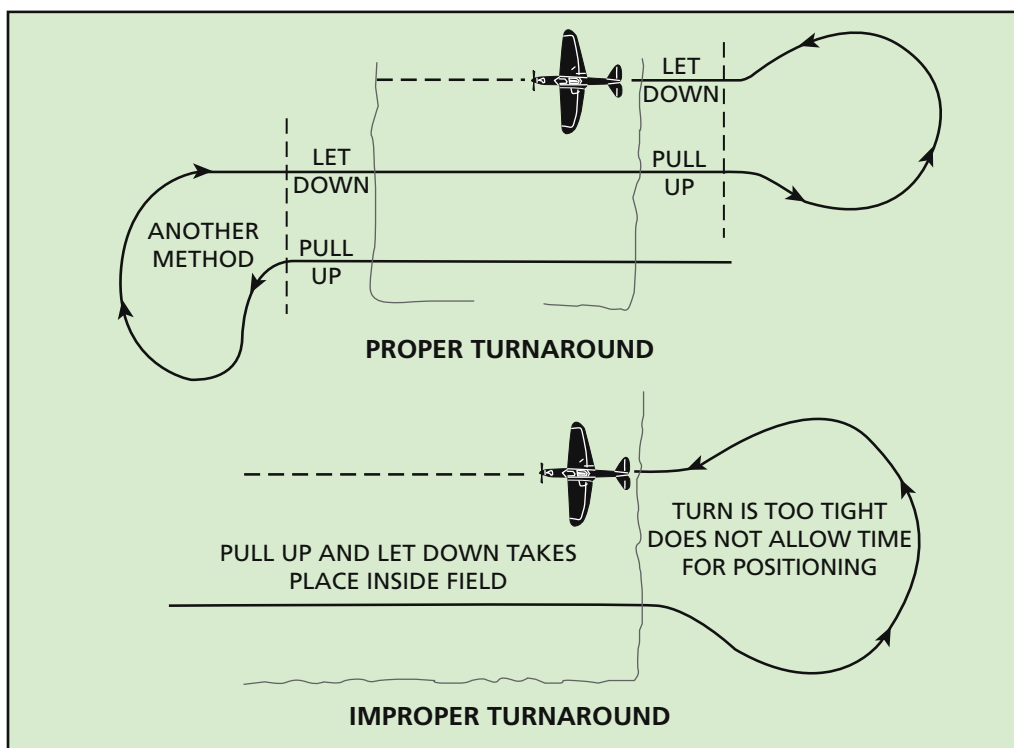 LET
DOWN
LET
DOWN
PULL
UP
ANOTHER
METHOD
PULL
UP
PROPER TURNAROUND
TURN IS TOO TIGHT
DOES NOT ALLOW TIME
FOR POSITIONING
PULL UP AND LET DOWN TAKES
PLACE INSIDE FIELD
IMPROPER TURNAROUND